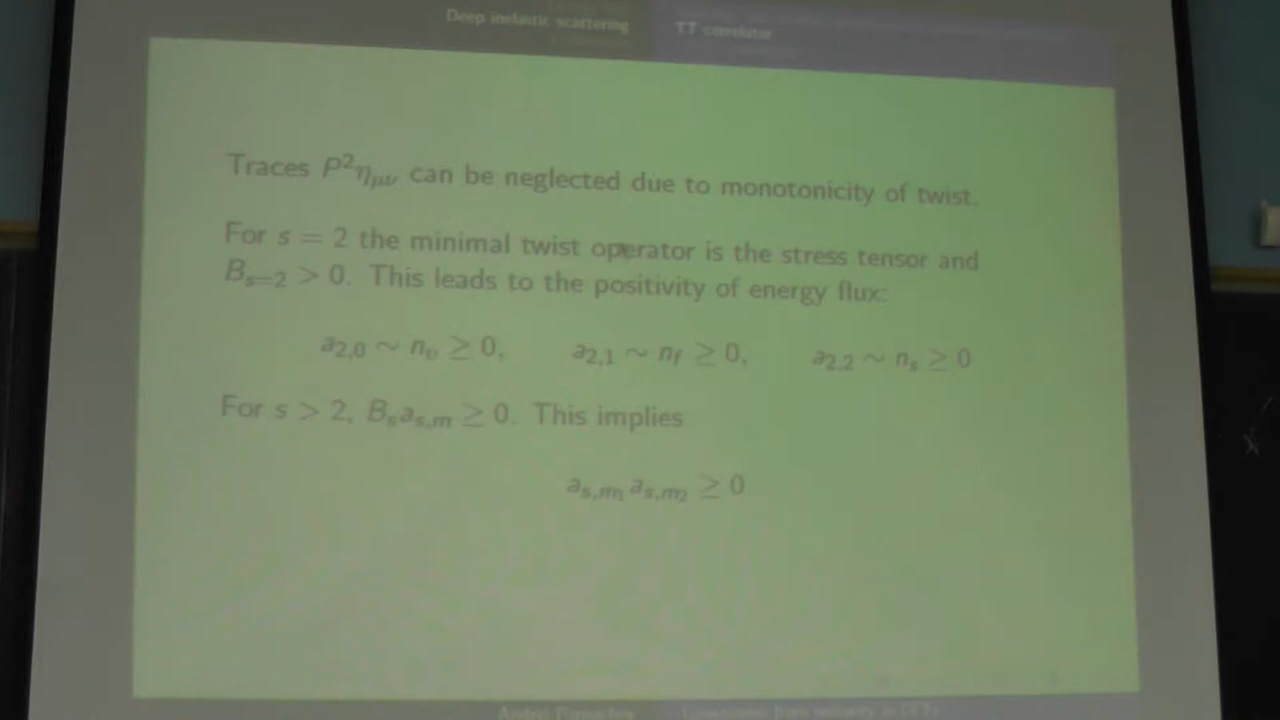 Deep inelastic scattering TT correlator
Traces P²η_μν can be neglected due to monotonicity of twist.
For s = 2 the minimal twist operator is the stress tensor and
B_{s=2} > 0. This leads to the positivity of energy flux:
a_{2,0} ∼ n_v ≥ 0, a_{2,1} ∼ n_f ≥ 0, a_{2,2} ∼ n_s ≥ 0
For s > 2, B_s a_{s,m} ≥ 0. This implies
a_{s,m_1} a_{s,m_2} ≥ 0